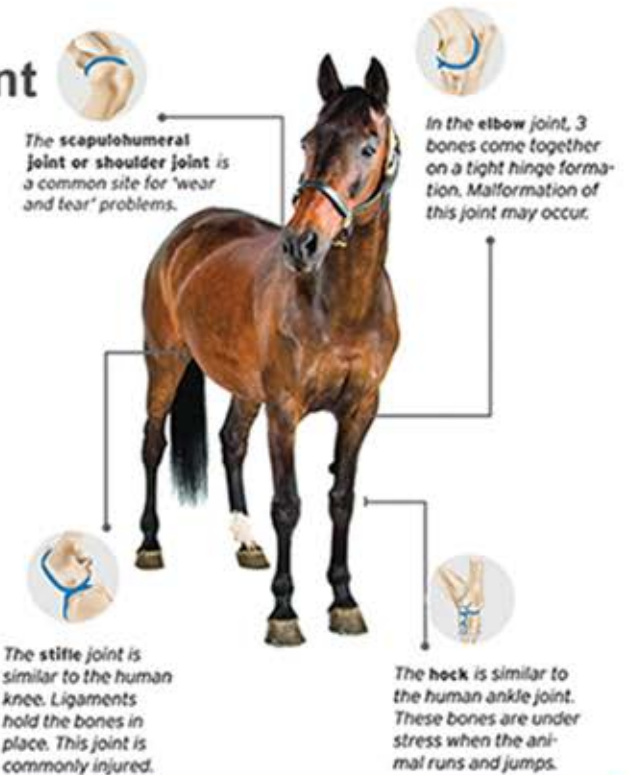 nt
The scapulohumeral
joint or shoulder joint is
a common site for "wear
and tear" problems.
In the elbow joint, 3
bones come together
on a tight hinge forma-
tion. Malformation of
this joint may occur.
The stifle joint is
similar to the human
knee. Ligaments
hold the bones in
place. This joint is
commonly injured.
The hock is similar to
the human ankle joint.
These bones are under
stress when the ani-
mal runs and jumps.